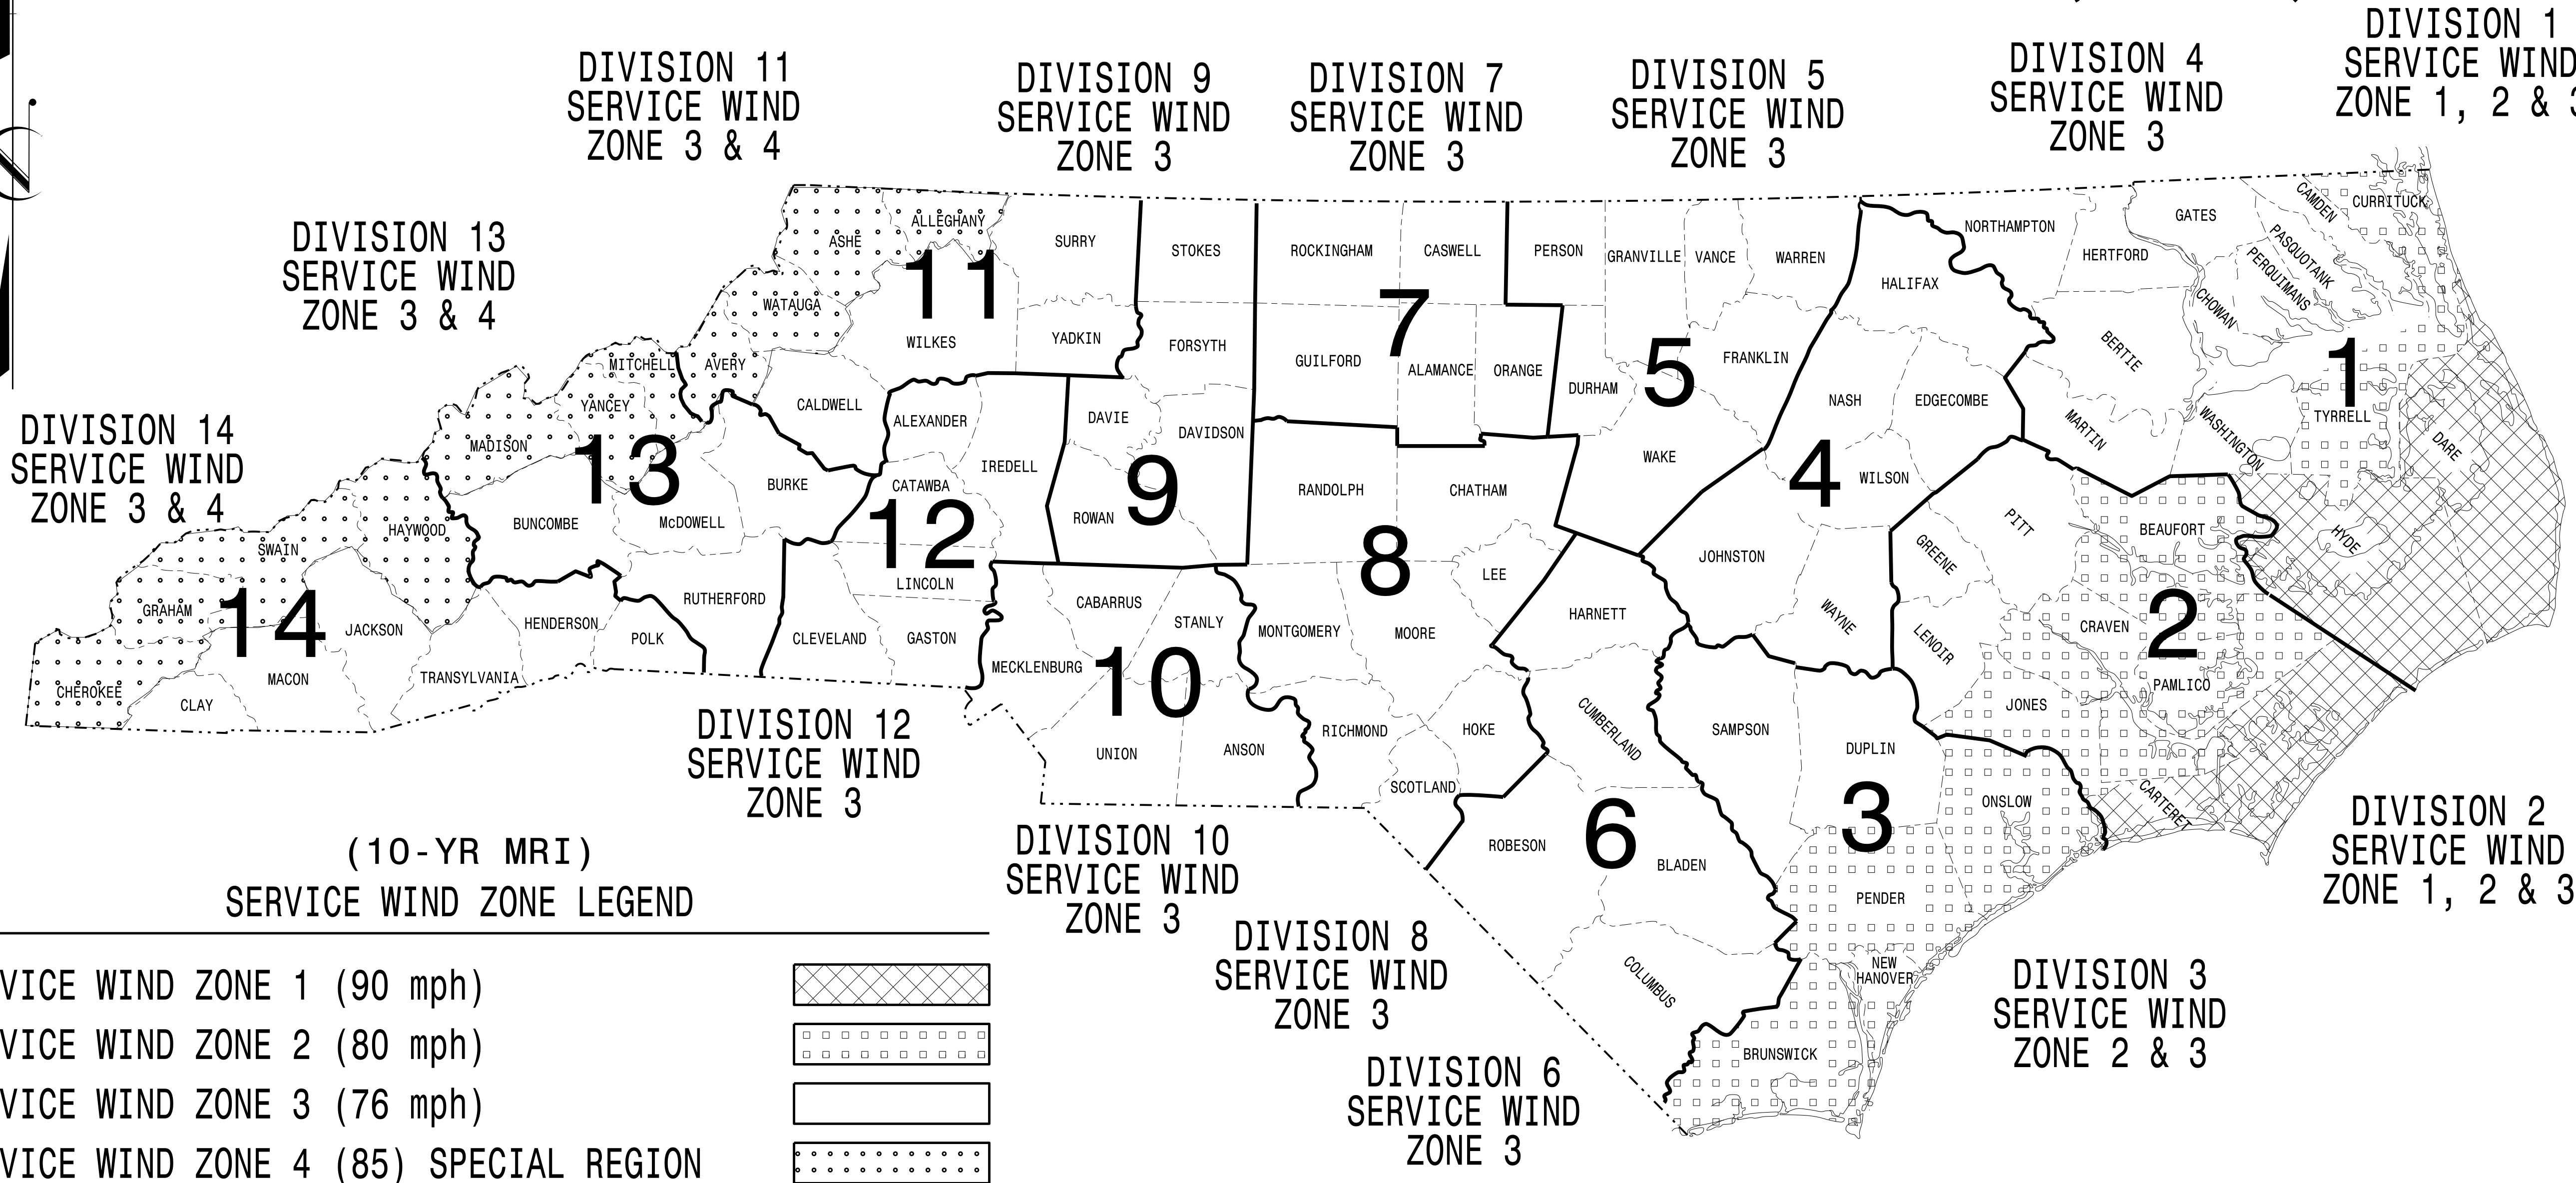 DIVISION 1
SERVICE WIND
ZONE 1, 2 & 3
DIVISION 4
SERVICE WIND
ZONE 3
DIVISION 11
SERVICE WIND
ZONE 3 & 4
DIVISION 9
SERVICE WIND
ZONE 3
DIVISION 7
SERVICE WIND
ZONE 3
DIVISION 5
SERVICE WIND
ZONE 3
DIVISION 13
SERVICE WIND
ZONE 3 & 4
DIVISION 14
SERVICE WIND
ZONE 3 & 4
ALLEGHANY
ASHE
11
SURRY
WATAUGA
WILKES
YADKIN
MITCHELL
AVERY
YANCEY
CALDWELL
ALEXANDER
MADISON
13
BURKE
BUNCOMBE
McDOWELL
HAYWOOD
SWAIN
GRAHAM
14
JACKSON
MACON
CHEROKEE
CLAY
TRANSYLVANIA
HENDERSON
POLK
RUTHERFORD
CLEVELAND
GASTON
LINCOLN
12
CATAWBA
IREDELL
STOKES
FORSYTH
DAVIE
DAVIDSON
9
ROWAN
CABARRUS
STANLY
MECKLENBURG
10
UNION
ANSON
ROCKINGHAM
CASWELL
7
GUILFORD
ALAMANCE
ORANGE
RANDOLPH
CHATHAM
8
LEE
MONTGOMERY
MOORE
RICHMOND
HOKE
SCOTLAND
PERSON
GRANVILLE
VANCE
WARREN
FRANKLIN
5
DURHAM
WAKE
HARNETT
CUMBERLAND
ROBESON
6
BLADEN
COLUMBUS
HALIFAX
NASH
EDGECOMBE
4
WILSON
JOHNSTON
WAYNE
SAMPSON
DUPLIN
3
ONSLOW
PENDER
NEW
HANOVER
BRUNSWICK
NORTHAMPTON
HERTFORD
GATES
CAMDEN
CURRITUCK
PASQUOTANK
PERQUIMANS
CHOWAN
BERTIE
1
TYRRELL
MARTIN
WASHINGTON
DARE
HYDE
PITT
BEAUFORT
GREENE
LENOIR
CRAVEN
2
PAMLICO
JONES
CARTERET
DIVISION 12
SERVICE WIND
ZONE 3
DIVISION 10
SERVICE WIND
ZONE 3
DIVISION 8
SERVICE WIND
ZONE 3
DIVISION 6
SERVICE WIND
ZONE 3
DIVISION 3
SERVICE WIND
ZONE 2 & 3
DIVISION 2
SERVICE WIND
ZONE 1, 2 & 3
(10-YR MRI)
SERVICE WIND ZONE LEGEND
VICE WIND ZONE 1 (90 mph)
VICE WIND ZONE 2 (80 mph)
VICE WIND ZONE 3 (76 mph)
VICE WIND ZONE 4 (85) SPECIAL REGION